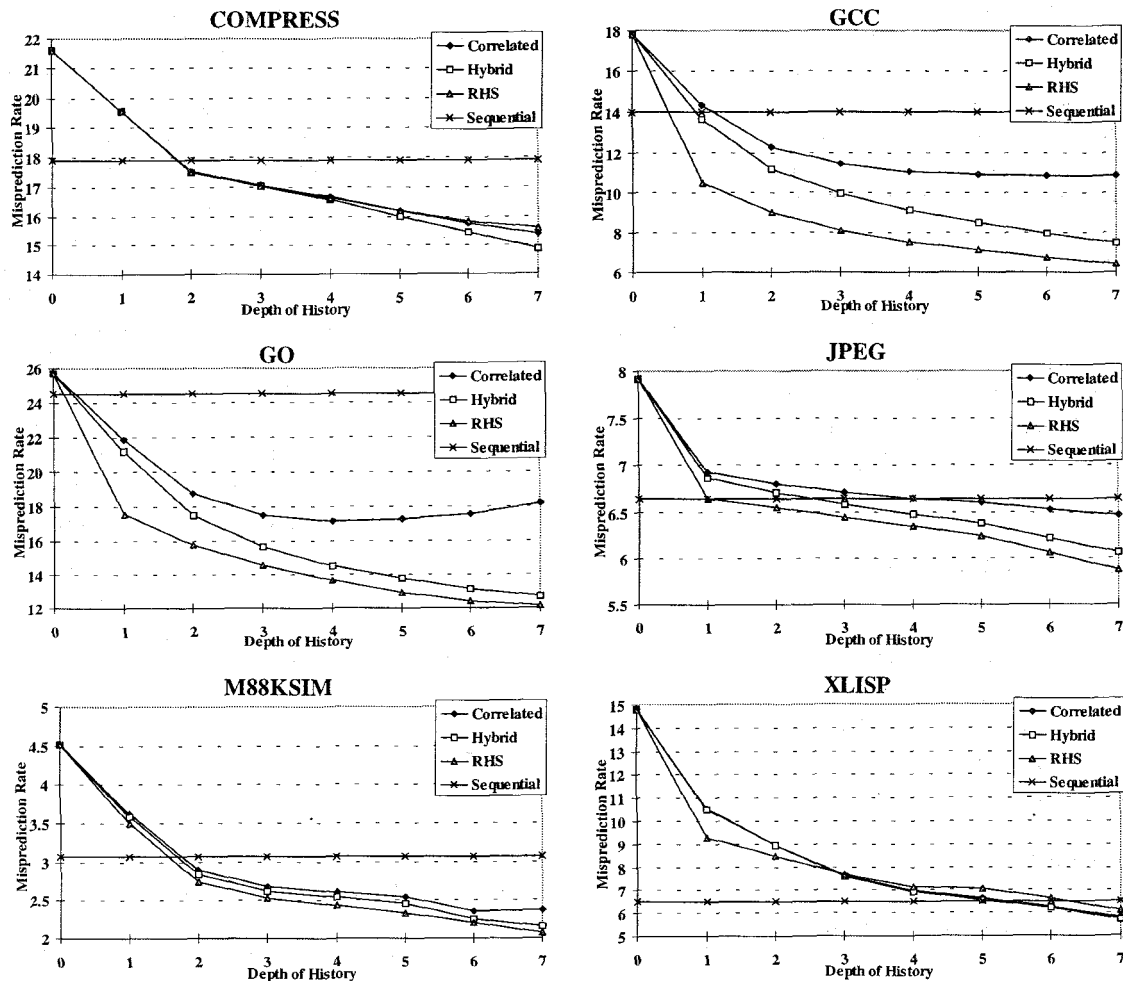 COMPRESS
22
21
20
19
18
17
16
15
14
Misprediction Rate
0 1 2 3 4 5 6 7
Depth of History
Correlated
Hybrid
RHS
Sequential
GCC
18
16
14
12
10
8
6
Misprediction Rate
0 1 2 3 4 5 6 7
Depth of History
Correlated
Hybrid
RHS
Sequential
GO
26
24
22
20
18
16
14
12
Misprediction Rate
0 1 2 3 4 5 6 7
Depth of History
Correlated
Hybrid
RHS
Sequential
JPEG
8
7.5
7
6.5
6
5.5
Misprediction Rate
0 1 2 3 4 5 6 7
Depth of History
Correlated
Hybrid
RHS
Sequential
M88KSIM
5
4.5
4
3.5
3
2.5
2
Misprediction Rate
0 1 2 3 4 5 6 7
Depth of History
Correlated
Hybrid
RHS
Sequential
XLISP
15
14
13
12
11
10
9
8
7
6
5
Misprediction Rate
0 1 2 3 4 5 6 7
Depth of History
Correlated
Hybrid
RHS
Sequential